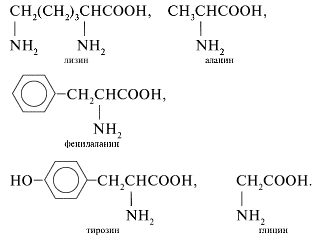 CH₂(CH₂)₃CHCOOH, CH₃CHCOOH,
NH₂ NH₂ NH₂
лизин аланин
CH₂CHCOOH,
NH₂
фенилаланин
HO CH₂CHCOOH, CH₂COOH.
NH₂ NH₂
тирозин глицин